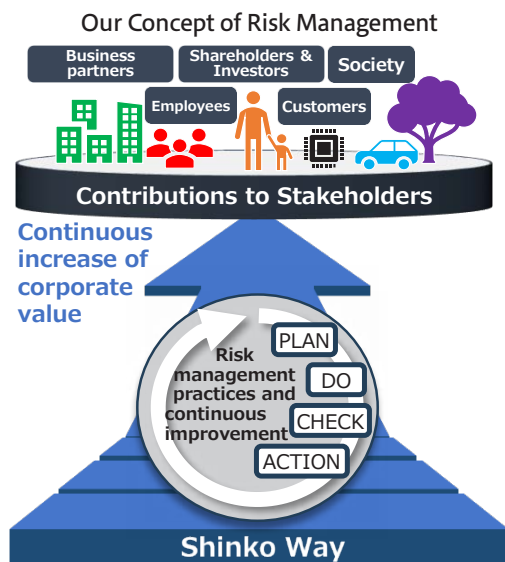 Our Concept of Risk Management
Business
partners
Shareholders &
Investors
Society
Employees
Customers
Contributions to Stakeholders
Continuous
increase of
corporate
value
Risk
management
practices and
continuous
improvement
PLAN
DO
CHECK
ACTION
Shinko Way